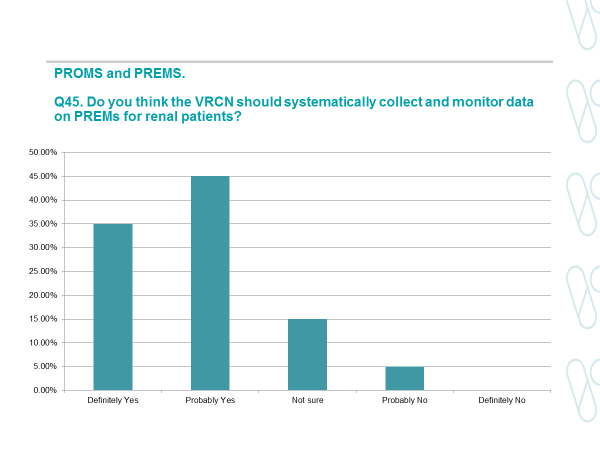 PROMS and PREMS.
Q45. Do you think the VRCN should systematically collect and monitor data
on PREMs for renal patients?
50.00%
45.00%
40.00%
35.00%
30.00%
25.00%
20.00%
15.00%
10.00%
5.00%
0.00%
Definitely Yes Probably Yes Not sure Probably No Definitely No